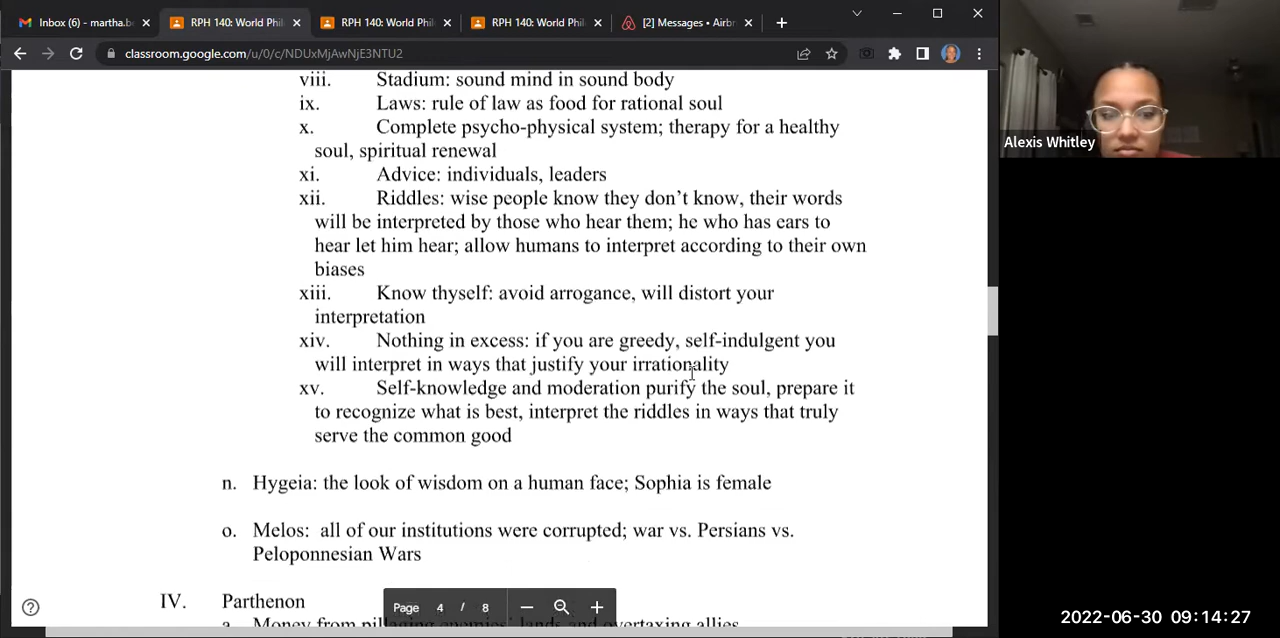 Inbox (6) - martha.b
RPH 140: World Phil
RPH 140: World Phil
RPH 140: World Phil
[2] Messages • Airb
classroom.google.com/u/0/c/NDUxMjAwNjE3NTU2
viii. Stadium: sound mind in sound body
ix. Laws: rule of law as food for rational soul
x. Complete psycho-physical system; therapy for a healthy
soul, spiritual renewal
xi. Advice: individuals, leaders
xii. Riddles: wise people know they don’t know, their words
will be interpreted by those who hear them; he who has ears to
hear let him hear; allow humans to interpret according to their own
biases
xiii. Know thyself: avoid arrogance, will distort your
interpretation
xiv. Nothing in excess: if you are greedy, self-indulgent you
will interpret in ways that justify your irrationality
xv. Self-knowledge and moderation purify the soul, prepare it
to recognize what is best, interpret the riddles in ways that truly
serve the common good
n. Hygeia: the look of wisdom on a human face; Sophia is female
o. Melos: all of our institutions were corrupted; war vs. Persians vs.
Peloponnesian Wars
IV. Parthenon
a. Money from pillaging enemies' lands and overtaxing allies
Page 4 / 8
Alexis Whitley
2022-06-30 09:14:27